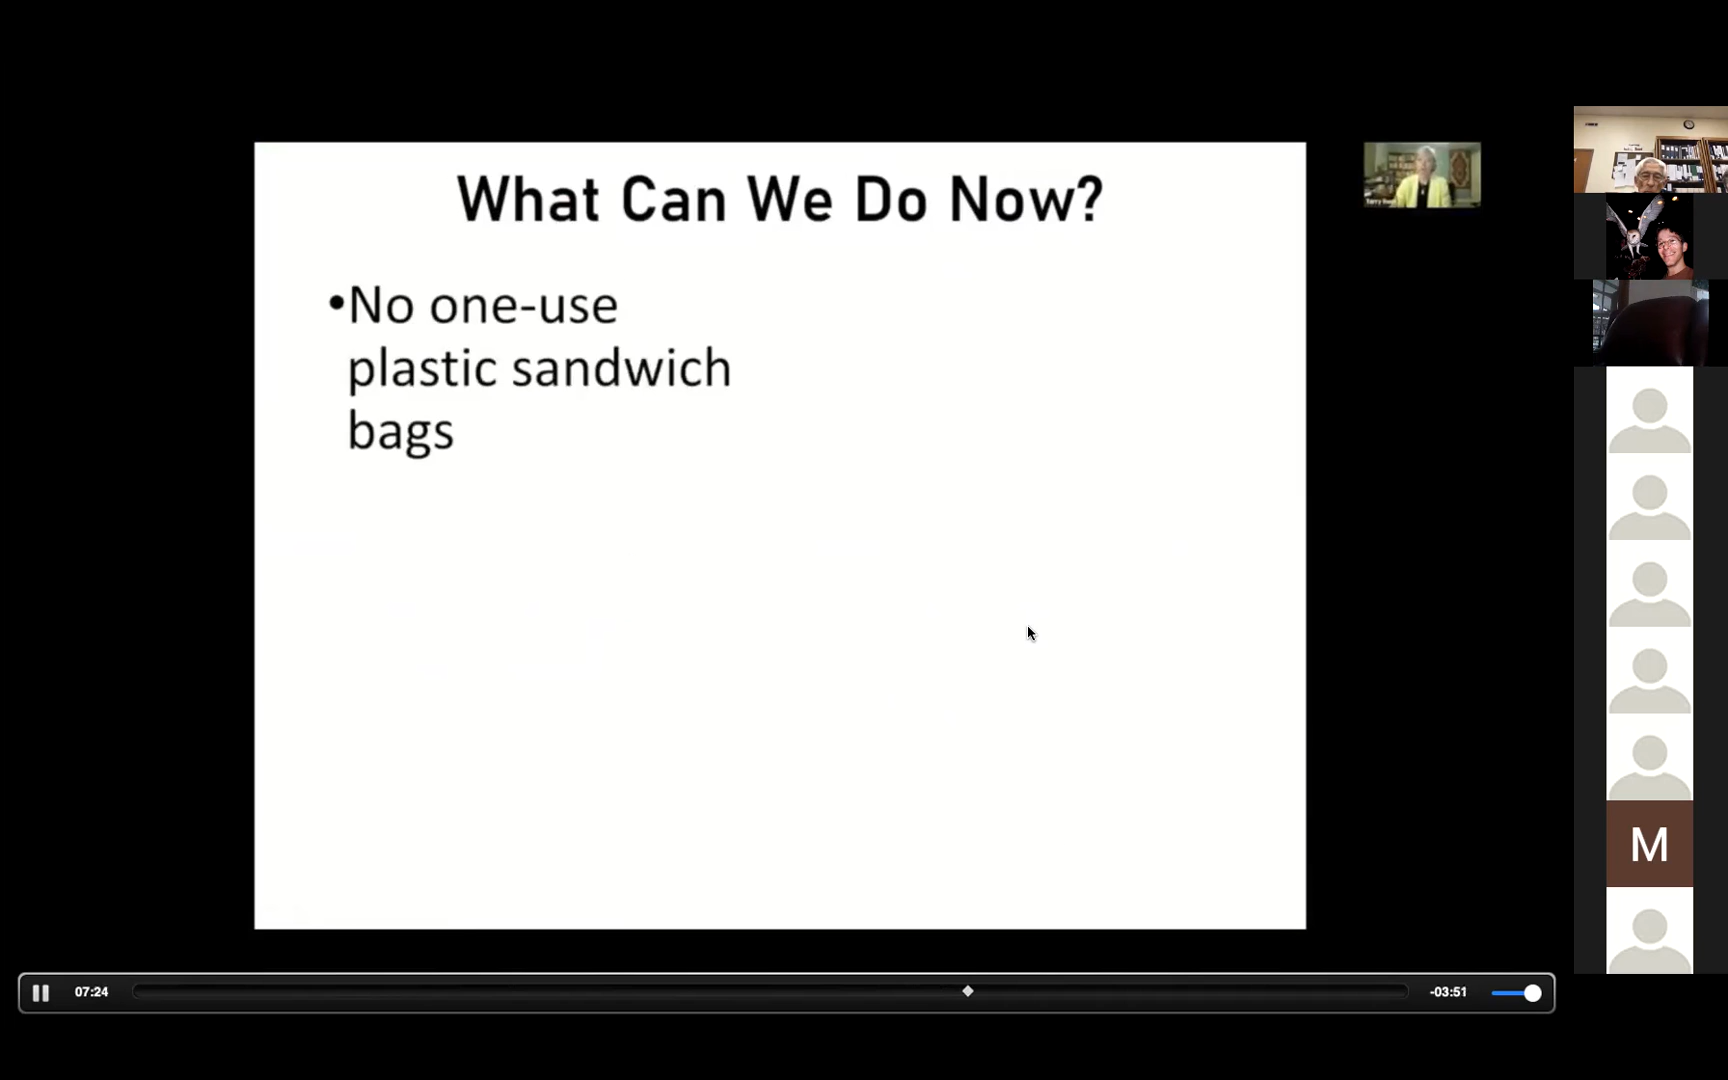 What Can We Do Now?
•No one-use
plastic sandwich
bags
M
07:24
-03:51